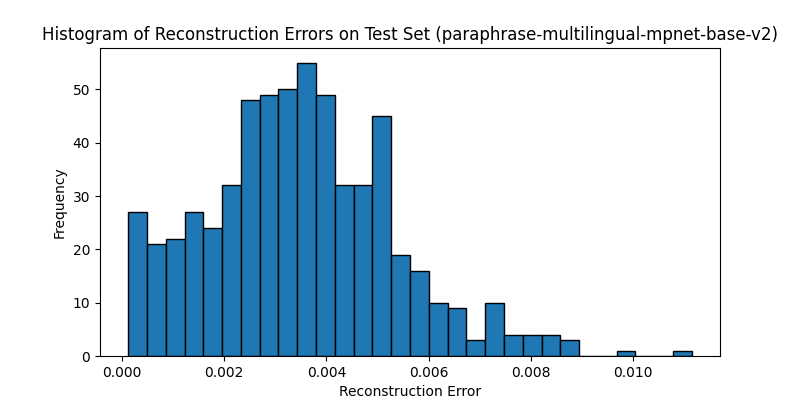 Histogram of Reconstruction Errors on Test Set (paraphrase-multilingual-mpnet-base-v2)
Frequency
50
40
30
20
10
0
0.000 0.002 0.004 0.006 0.008 0.010
Reconstruction Error